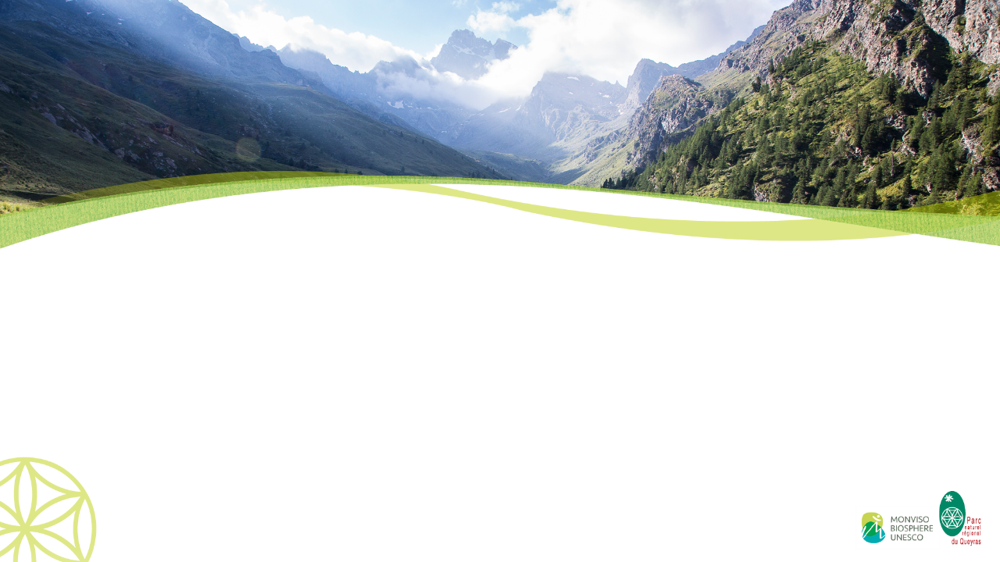 MONVISO
BIOSPHERE
UNESCO
Parc
naturel
régional
du Queyras